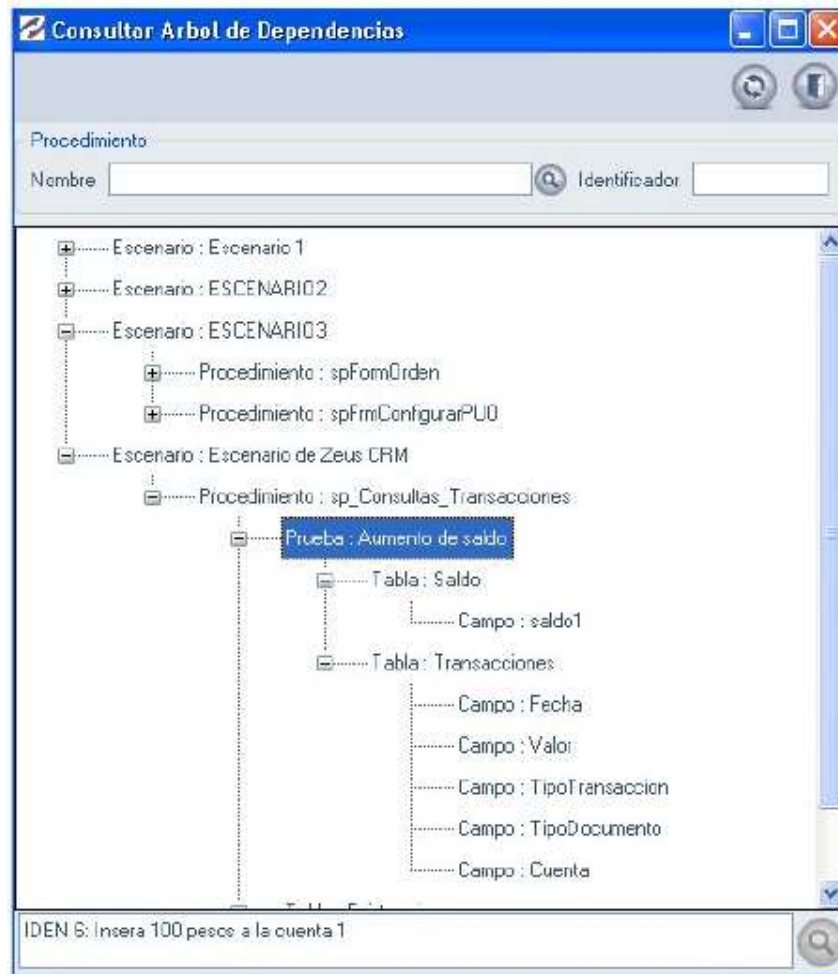 Consultar Arbol de Dependencias
Procedimiento
Nombre Identificador
Escenario : Escenario 1
Escenario : ESCENARIO2
Escenario : ESCENARIO3
Procedimiento : spFormOrden
Procedimiento : spFrmConfigurarPUO
Escenario : Escenario de Zeus CRM
Procedimiento : sp_Consultas_Transacciones
Prueba : Aumento de saldo
Tabla : Saldo
Campo : saldo1
Tabla : Transacciones
Campo : Fecha
Campo : Valor
Campo : TipoTransaccion
Campo : TipoDocumento
Campo : Cuenta
IDEN 6: Insera 100 pesos a la cuenta 1